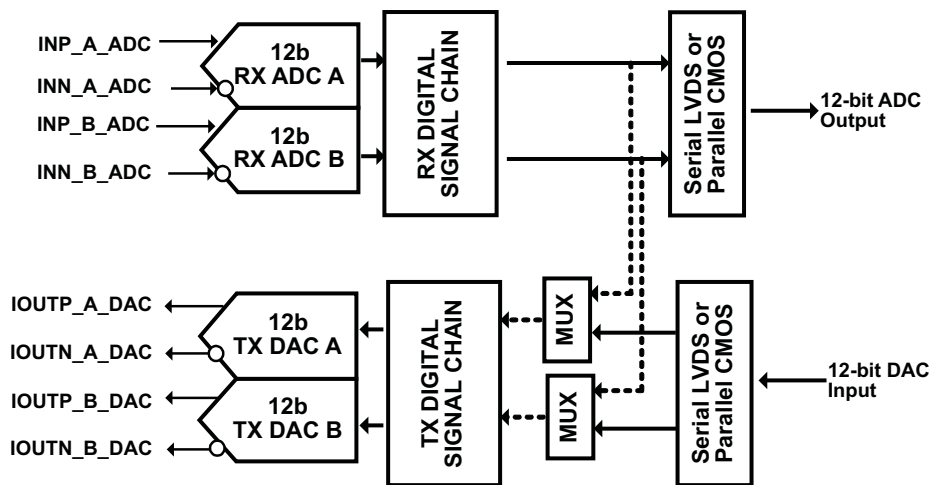 INP_A_ADC
INN_A_ADC
INP_B_ADC
INN_B_ADC
12b
RX ADC A
12b
RX ADC B
RX DIGITAL
SIGNAL CHAIN
Serial LVDS or
Parallel CMOS
12-bit ADC
Output
IOUTP_A_DAC
IOUTN_A_DAC
IOUTP_B_DAC
IOUTN_B_DAC
12b
TX DAC A
12b
TX DAC B
TX DIGITAL
SIGNAL CHAIN
MUX
MUX
Serial LVDS or
Parallel CMOS
12-bit DAC
Input